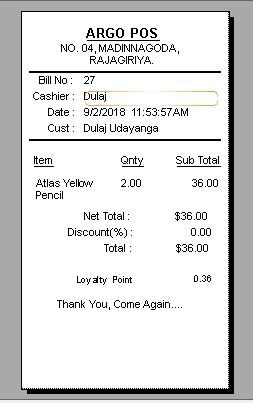 ARGO POS
NO. 04, MADINNAGODA,
RAJAGIRIYA.
Bill No : 27
Cashier : Dulaj
Date : 9/2/2018 11:53:57AM
Cust : Dulaj Udayanga
Item Qnty Sub Total
Atlas Yellow 2.00 36.00
Pencil
Net Total : $36.00
Discount(%) : 0.00
Total : $36.00
Loyalty Point 0.36
Thank You, Come Again....